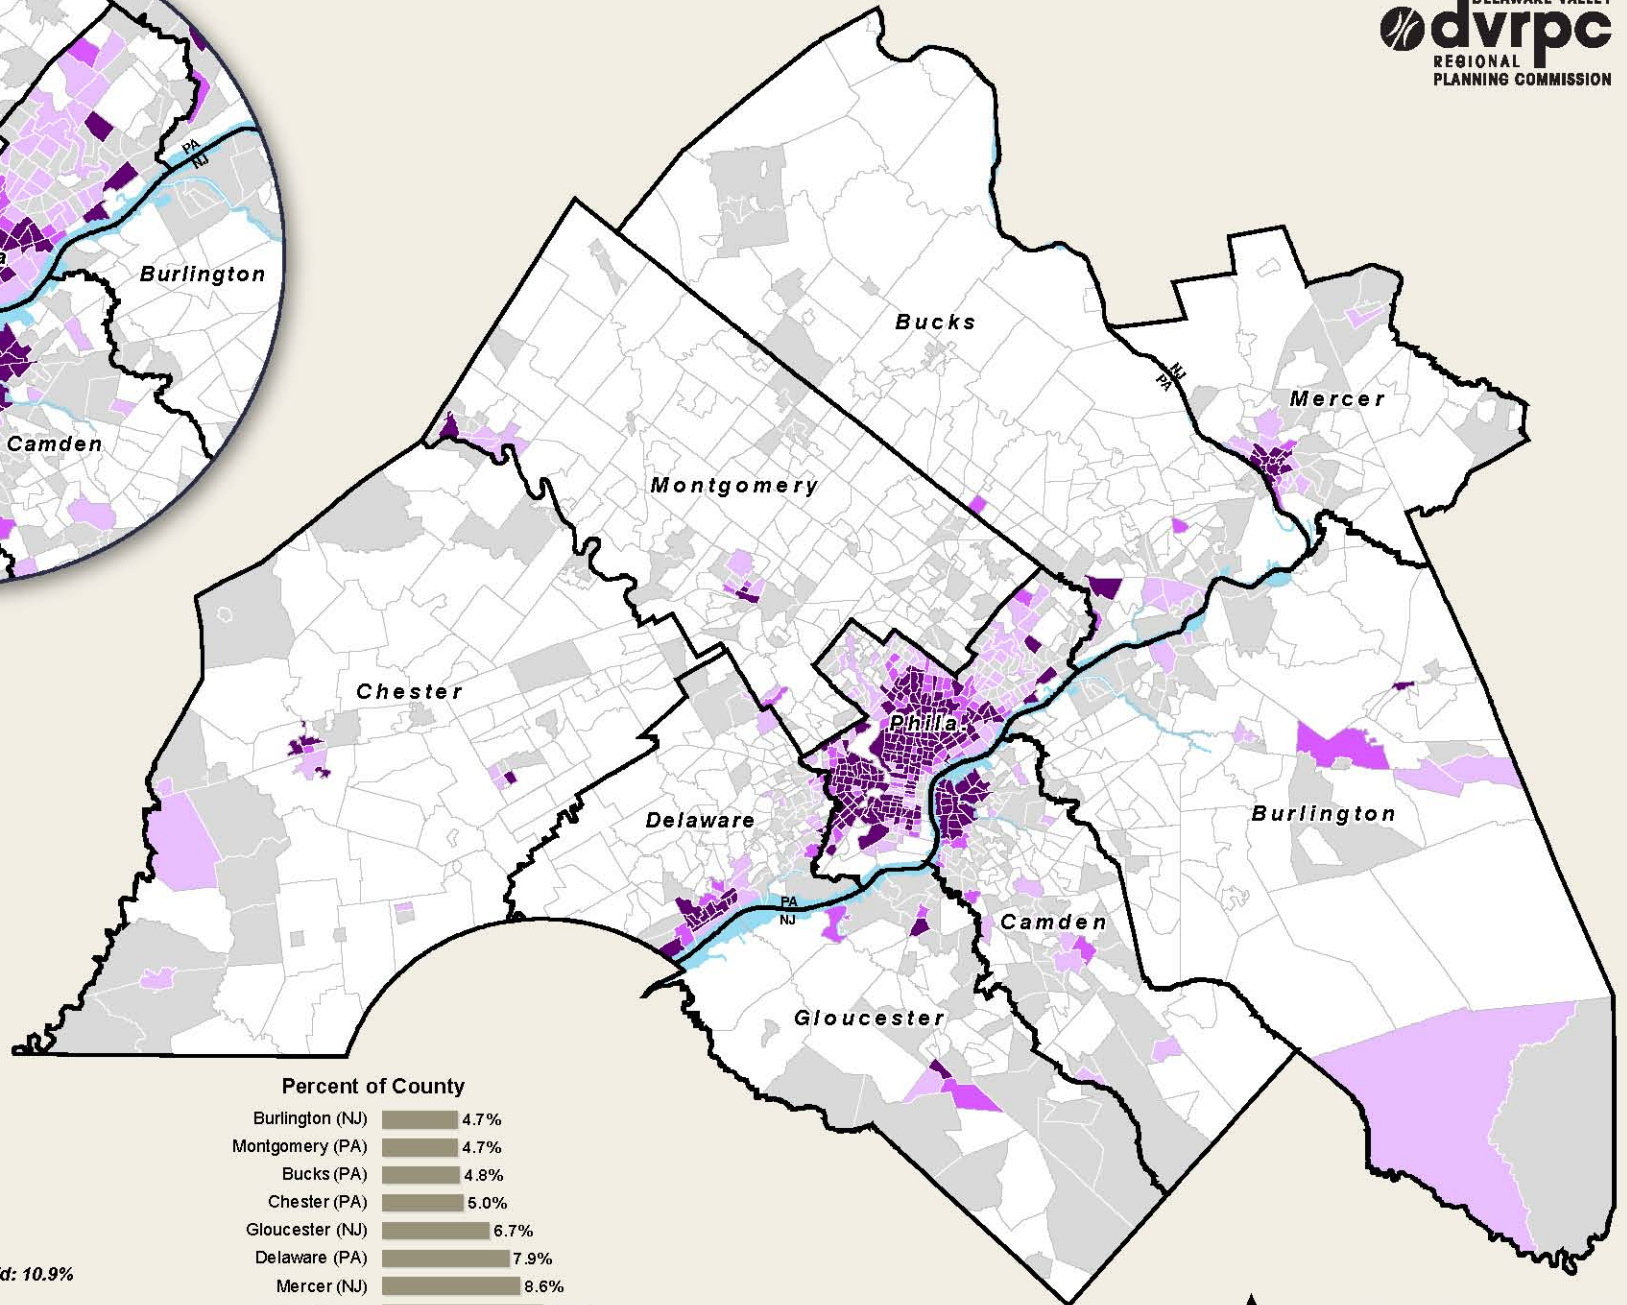 DELAWARE VALLEY
dvrpc
REGIONAL
PLANNING COMMISSION
PA
NJ
Burlington
Camden
Bucks
NJ
PA
Mercer
Montgomery
Chester
Phila.
Delaware
Burlington
PA
NJ
Camden
Gloucester
Percent of County
Burlington (NJ) 4.7%
Montgomery (PA) 4.7%
Bucks (PA) 4.8%
Chester (PA) 5.0%
Gloucester (NJ) 6.7%
Delaware (PA) 7.9%
Mercer (NJ) 8.6%
10.9%